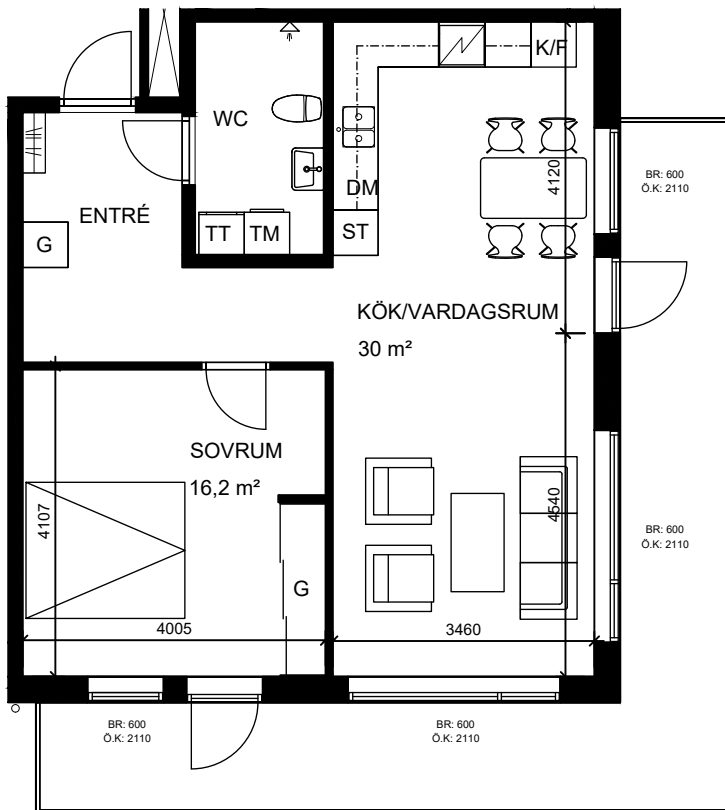 K/F
WC
BR: 600
Ö.K: 2110
4120
DM
ENTRÉ
TT
TM
ST
G
KÖK/VARDAGSRUM
30 m²
SOVRUM
16,2 m²
4107
4540
BR: 600
Ö.K: 2110
G
4005
3460
BR: 600
Ö.K: 2110
BR: 600
Ö.K: 2110